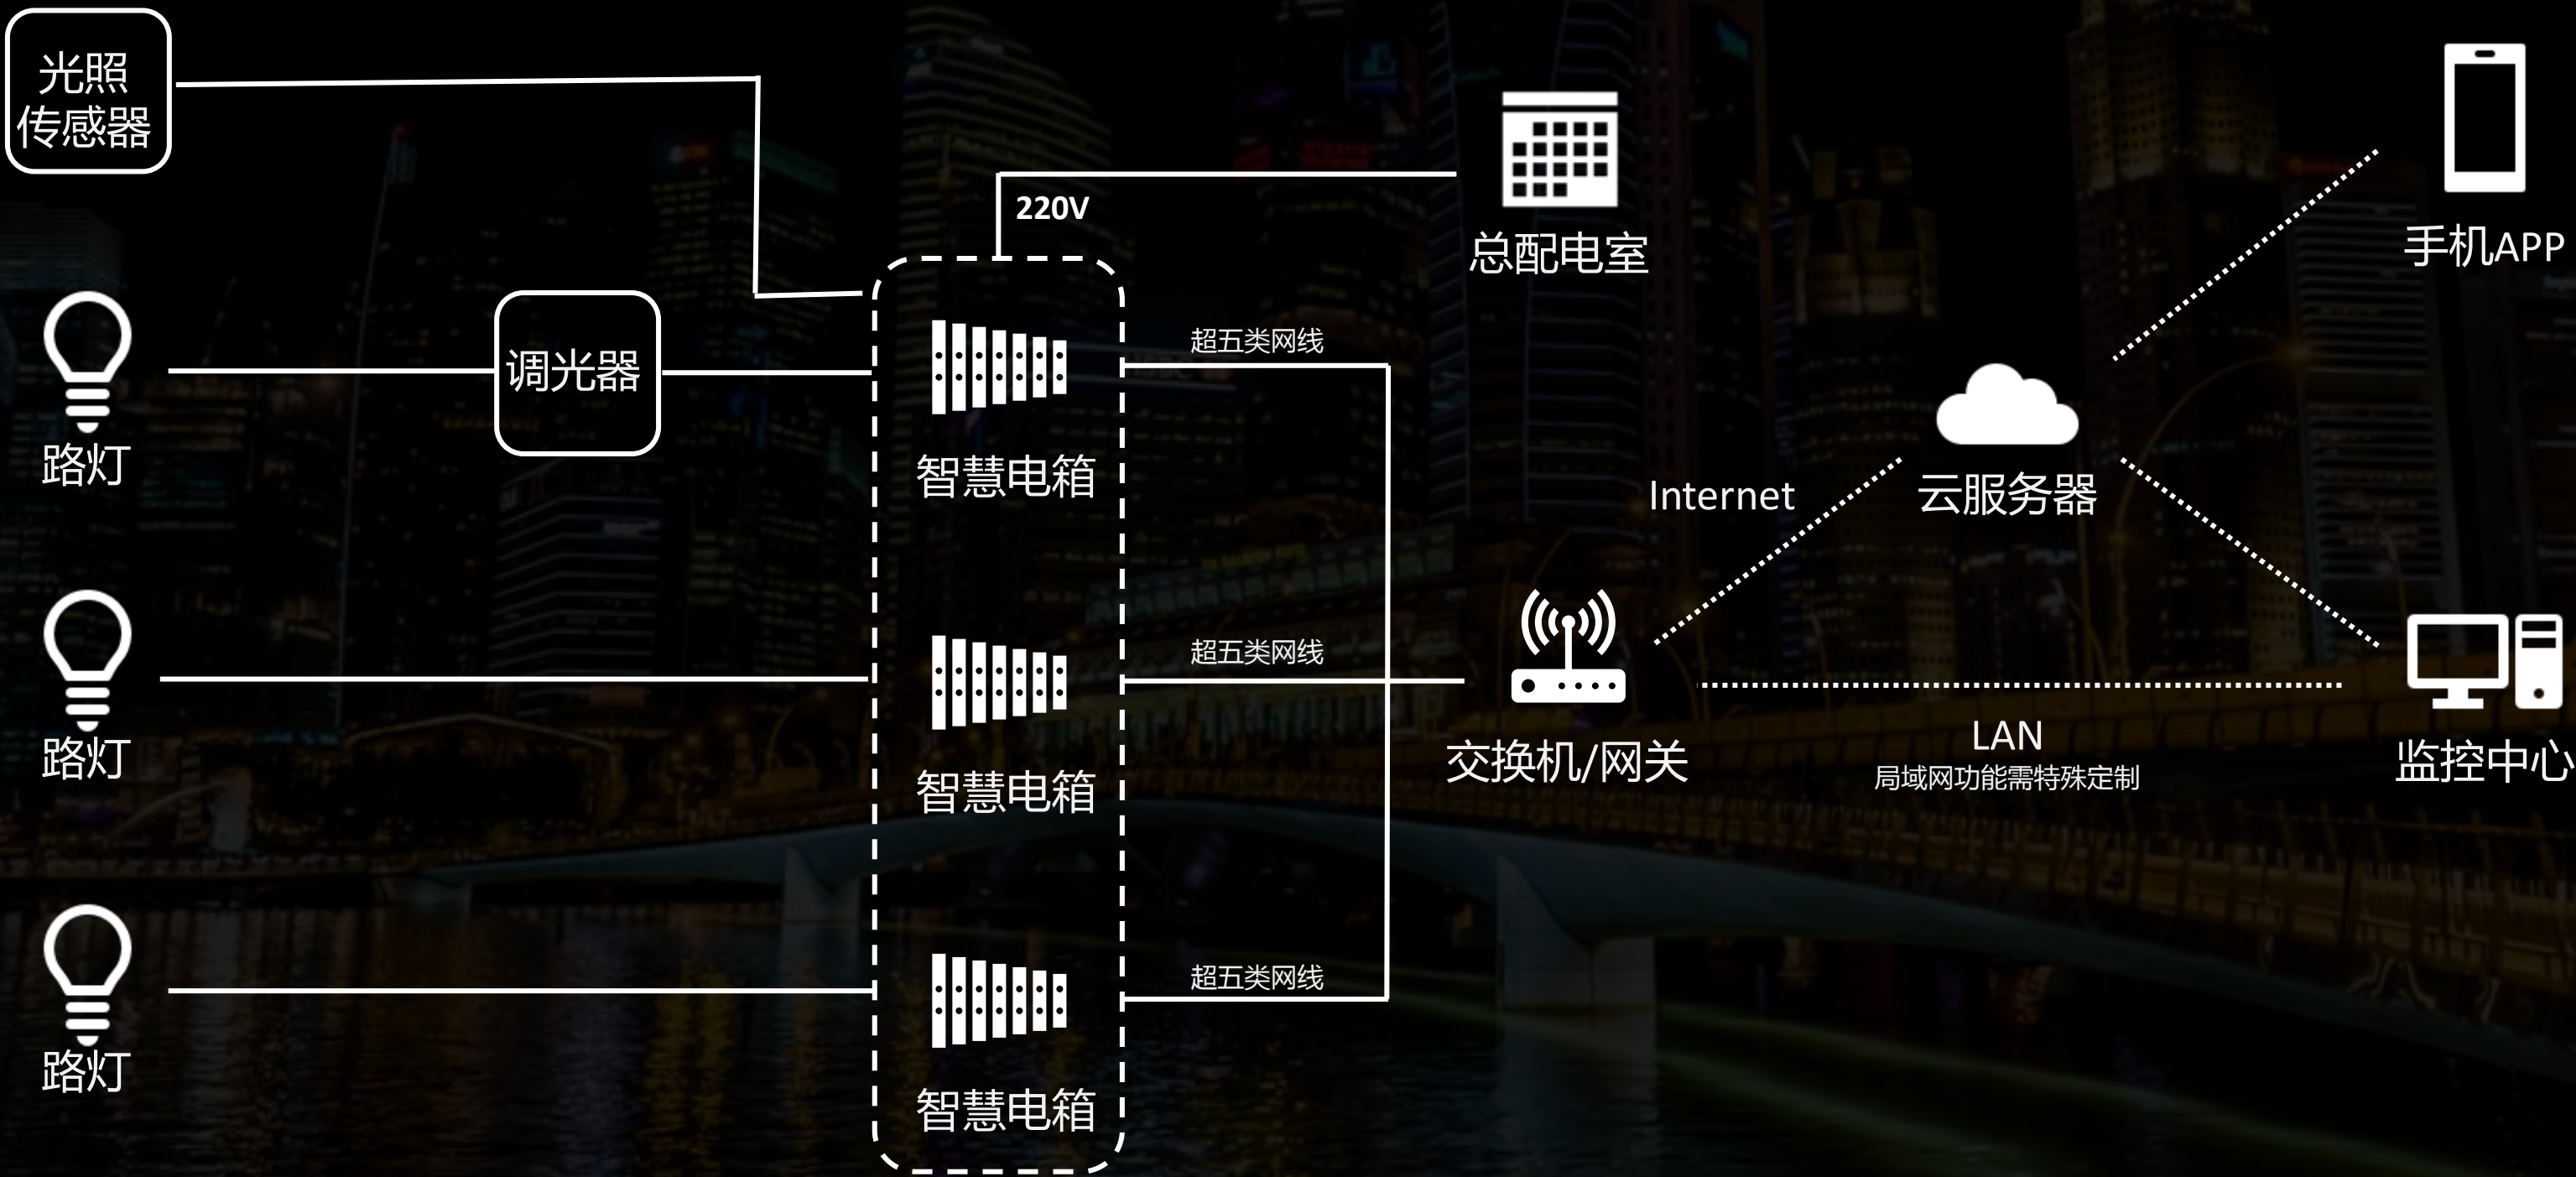 光照
传感器
220V
总配电室
手机APP
路灯
调光器
智慧电箱
超五类网线
Internet
云服务器
路灯
智慧电箱
超五类网线
交换机/网关
LAN
局域网功能需特殊定制
监控中心
路灯
智慧电箱
超五类网线